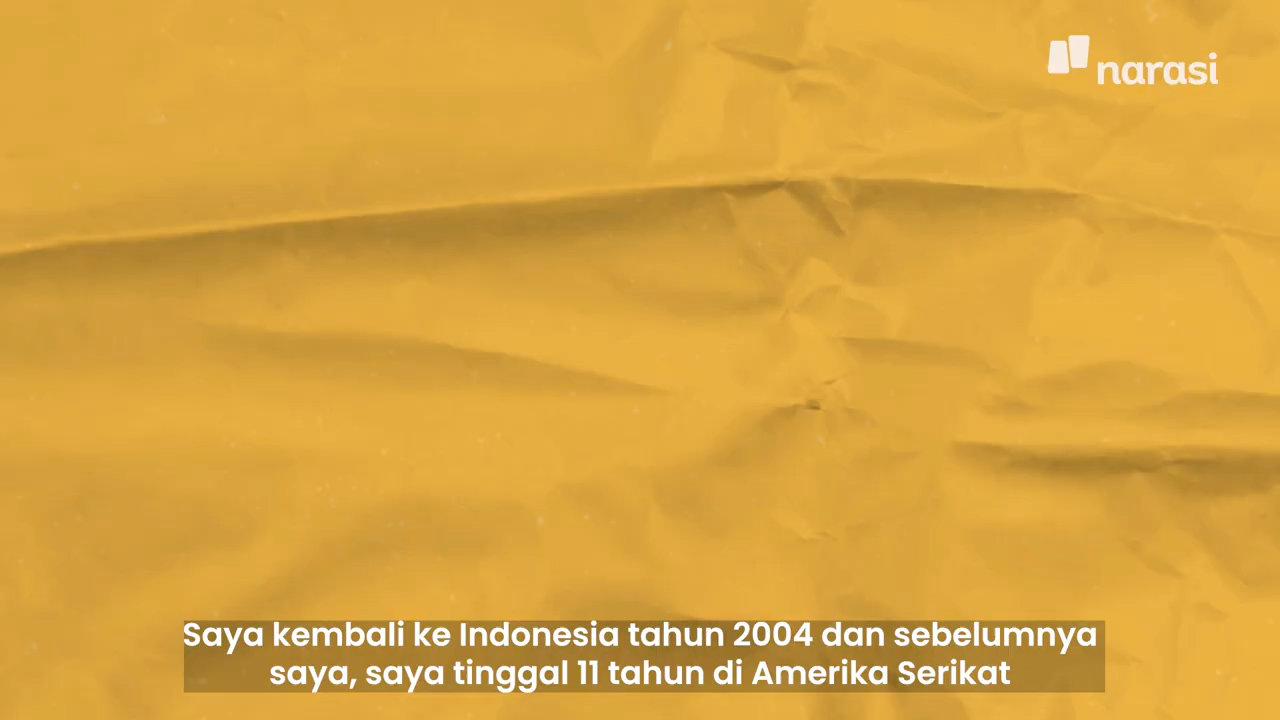 narasi
Saya kembali ke Indonesia tahun 2004 dan sebelumnya
saya, saya tinggal 11 tahun di Amerika Serikat